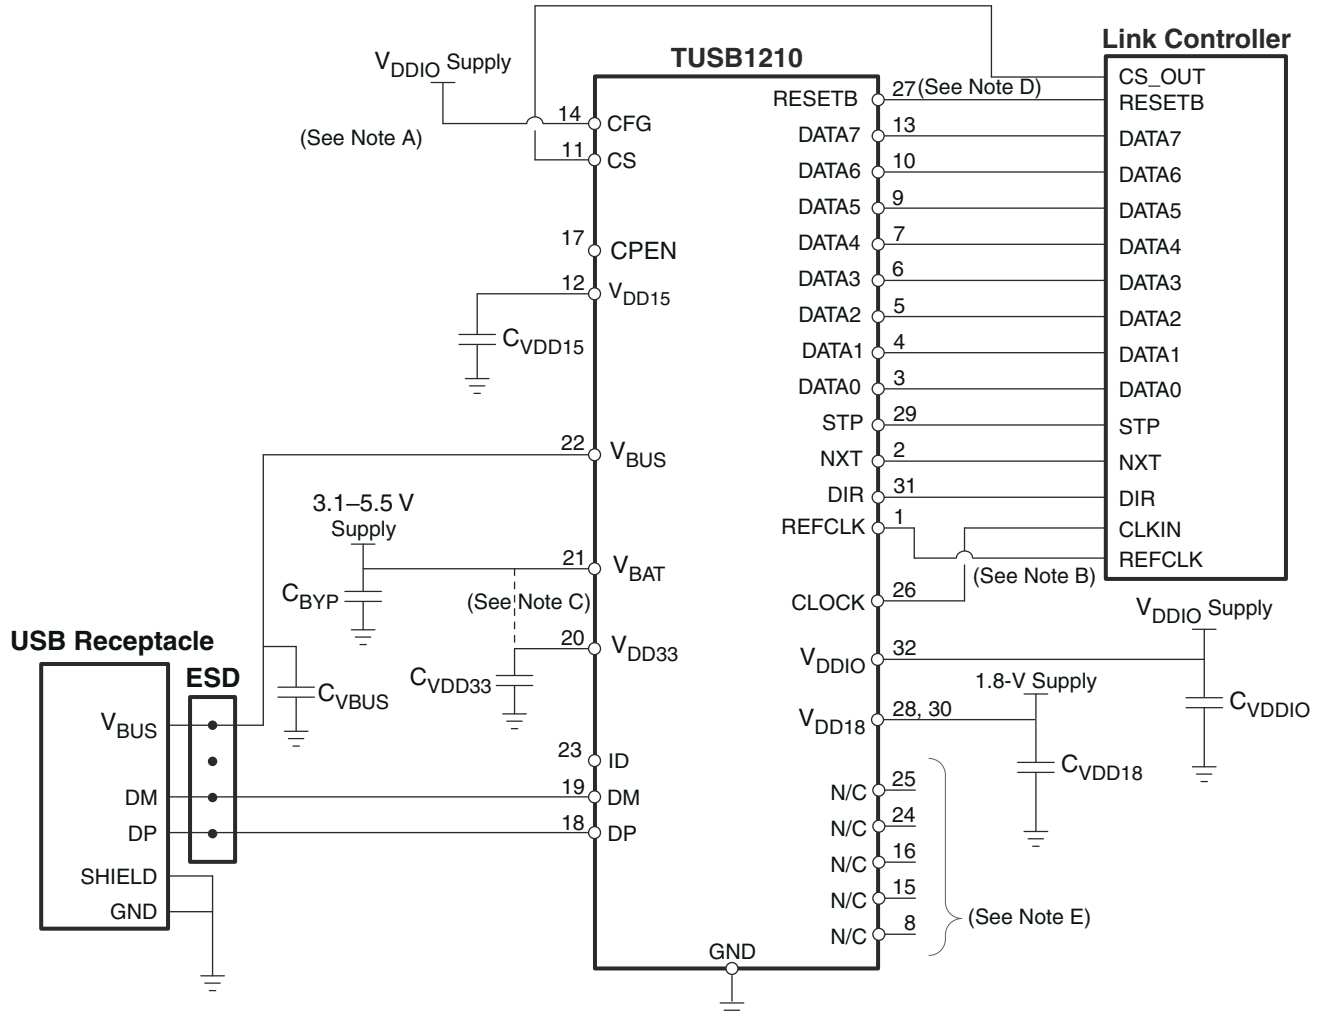 Link Controller
TUSB1210
VDDIO Supply
CS_OUT
RESETB
27
(See Note D)
RESETB
14
CFG
(See Note A)
DATA7
13
DATA7
11
CS
DATA6
10
DATA6
DATA5
9
DATA5
17
CPEN
DATA4
7
DATA4
12
VDD15
DATA3
6
DATA3
CVDD15
DATA2
5
DATA2
DATA1
4
DATA1
DATA0
3
DATA0
STP
29
STP
22
VBUS
NXT
2
NXT
3.1–5.5 V
Supply
DIR
31
DIR
REFCLK
1
CLKIN
REFCLK
21
VBAT
(See Note B)
CBYP
(See Note C)
CLOCK
26
VDDIO Supply
USB Receptacle
20
VDD33
VDDIO
32
ESD
CVDD33
1.8-V Supply
CVBUS
CVDDIO
VBUS
VDD18
28, 30
23
ID
CVDD18
DM
19
DM
N/C
25
DP
18
DP
N/C
24
SHIELD
N/C
16
GND
N/C
15
(See Note E)
N/C
8
GND